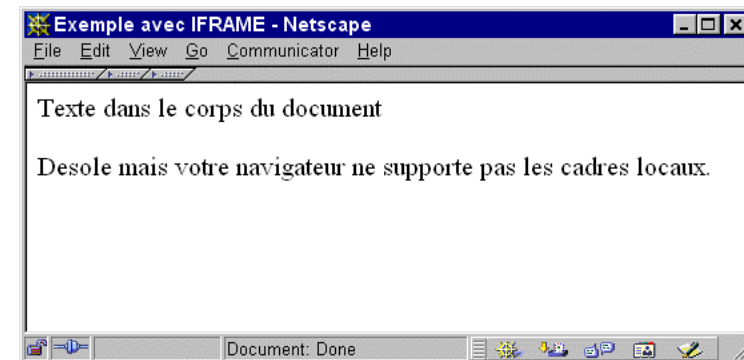 Exemple avec IFRAME - Netscape
File Edit View Go Communicator Help
Texte dans le corps du document
Desole mais votre navigateur ne supporte pas les cadres locaux.
Document: Done